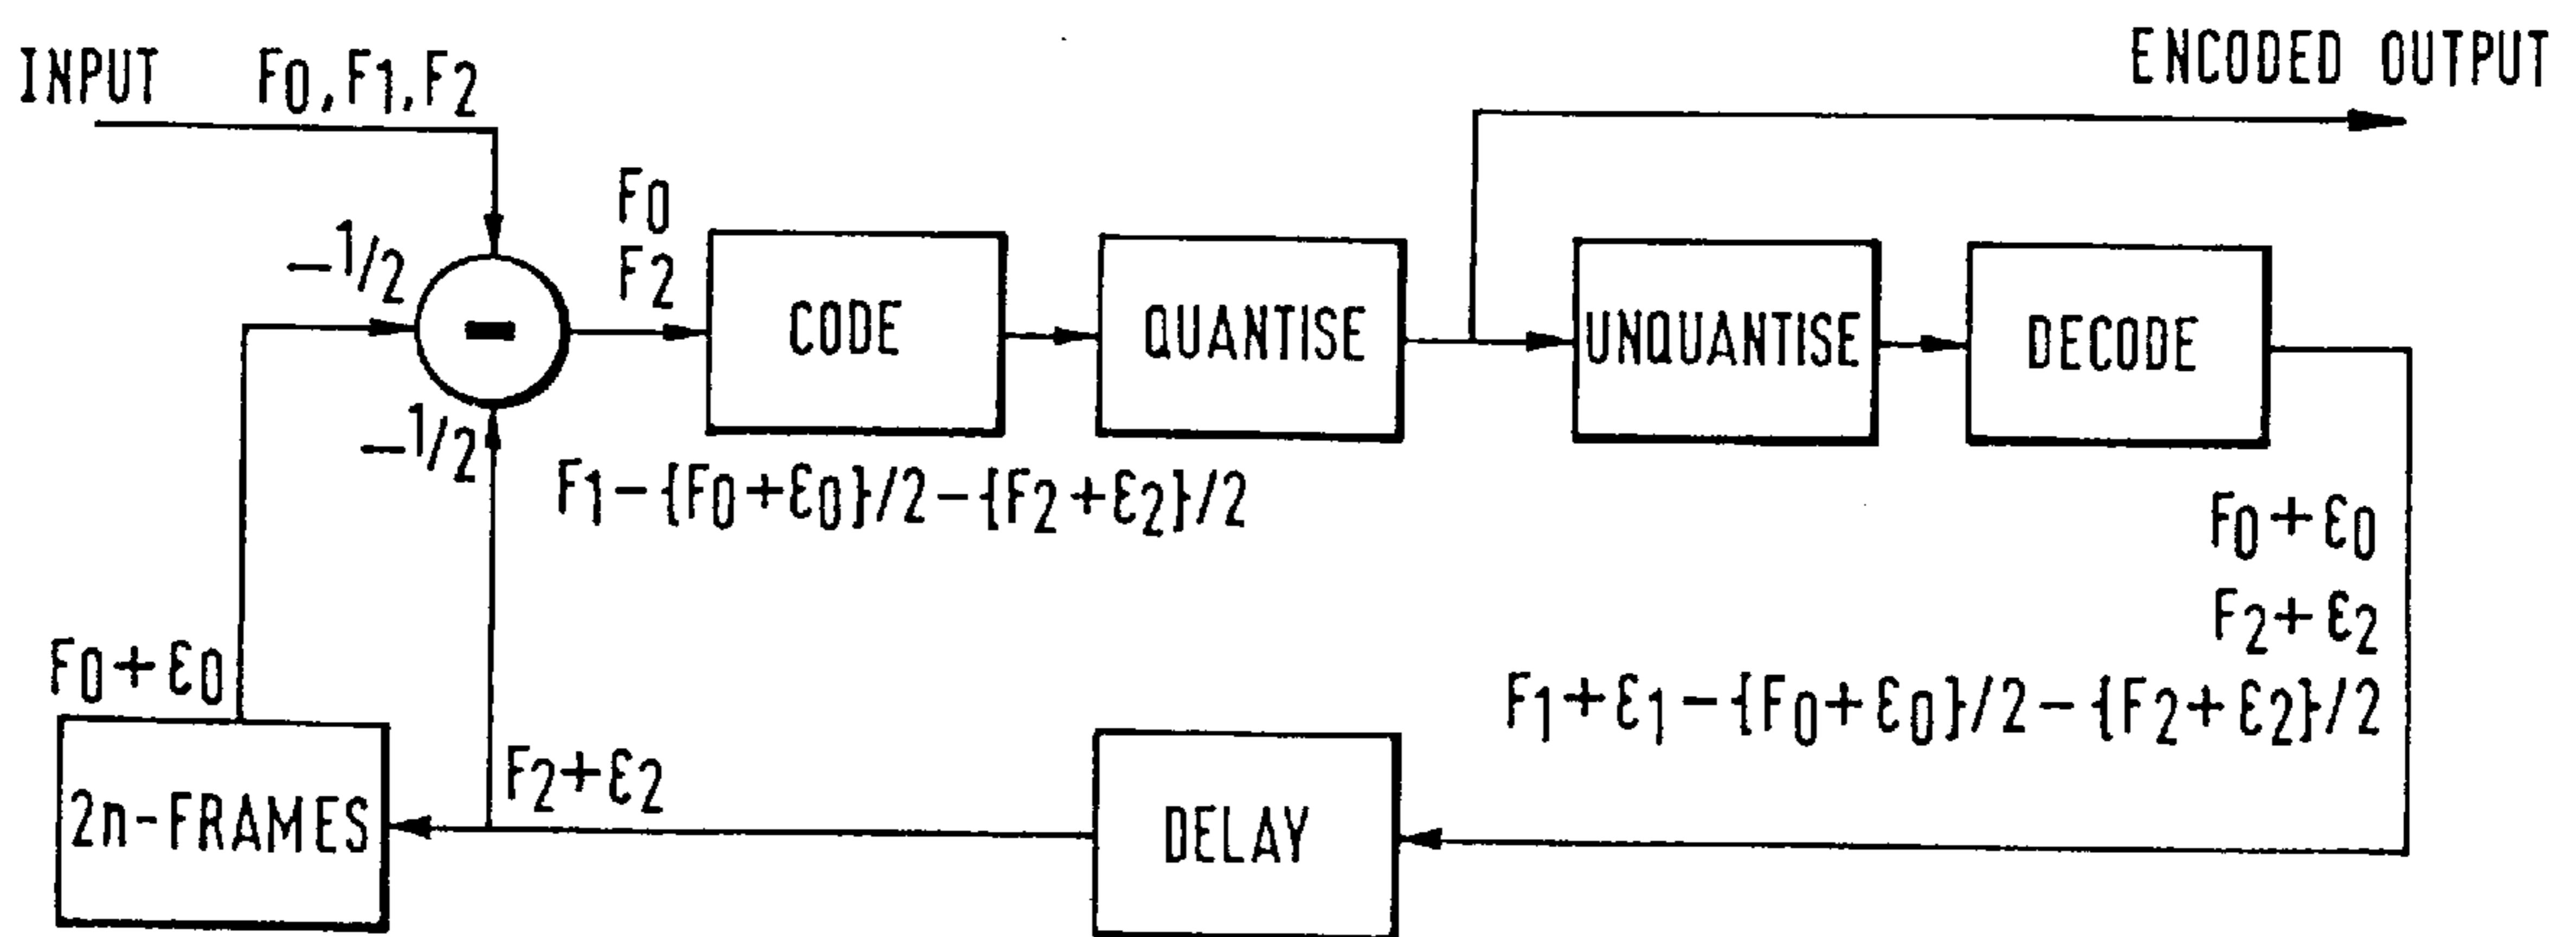 INPUT F0,F1,F2
ENCODED OUTPUT
F0
F2
-1/2
-
-1/2
CODE
QUANTISE
UNQUANTISE
DECODE
F1-{F0+ε0}/2-{F2+ε2}/2
F0+ε0
F2+ε2
F1+ε1-{F0+ε0}/2-{F2+ε2}/2
F0+ε0
F2+ε2
2n-FRAMES
DELAY